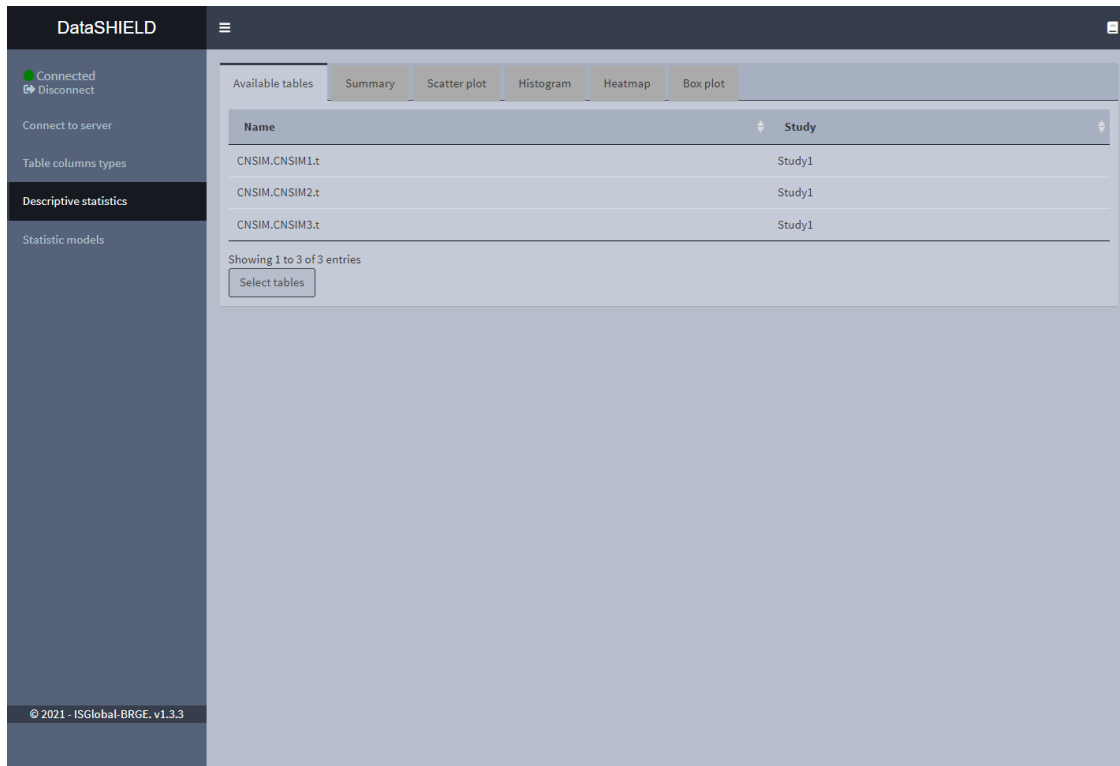 DataSHIELD
Connected
Disconnect
Connect to server
Table columns types
Descriptive statistics
Statistic models
© 2021 - ISGlobal-BRGE. v1.3.3
Available tables Summary Scatter plot Histogram Heatmap Box plot
Name Study
CNSIM.CNSIM1.t Study1
CNSIM.CNSIM2.t Study1
CNSIM.CNSIM3.t Study1
Showing 1 to 3 of 3 entries
Select tables